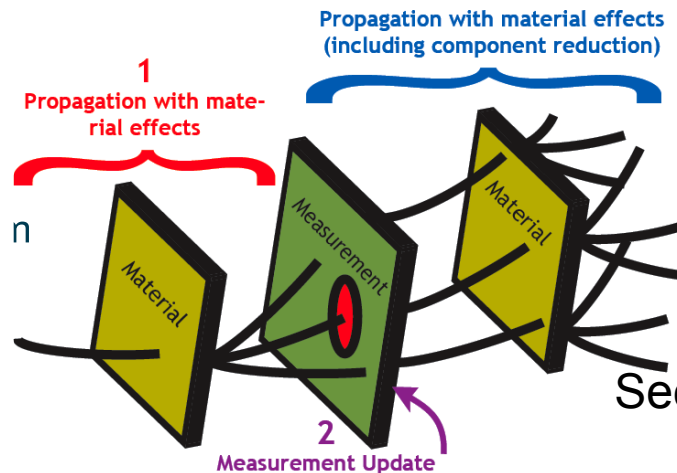 Propagation with material effects
(including component reduction)
1
Propagation with mate-
rial effects
n
Material
Measurement
Material
See
2
Measurement Update